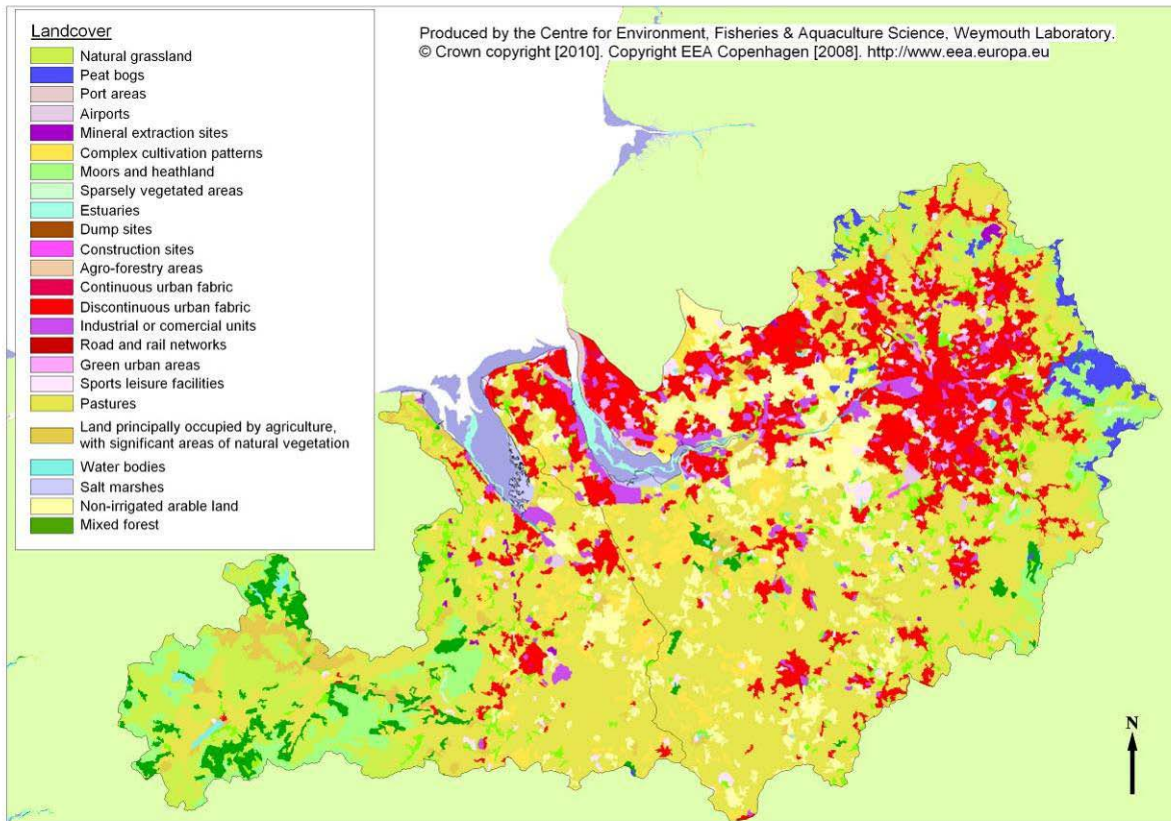 Landcover
Natural grassland
Peat bogs
Port areas
Airports
Mineral extraction sites
Complex cultivation patterns
Moors and heathland
Sparsely vegetated areas
Estuaries
Dump sites
Construction sites
Agro-forestry areas
Continuous urban fabric
Discontinuous urban fabric
Industrial or comercial units
Road and rail networks
Green urban areas
Sports leisure facilities
Pastures
Land principally occupied by agriculture,
with significant areas of natural vegetation
Water bodies
Salt marshes
Non-irrigated arable land
Mixed forest
Produced by the Centre for Environment, Fisheries & Aquaculture Science, Weymouth Laboratory.
© Crown copyright [2010]. Copyright EEA Copenhagen [2008]. http://www.eea.europa.eu
N